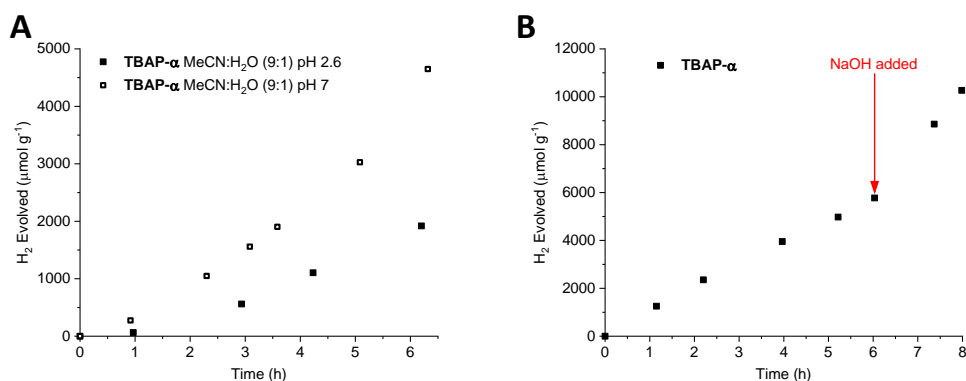 A
5000
4000
3000
2000
1000
0
H₂ Evolved (μmol g⁻¹)
TBAP-α MeCN:H₂O (9:1) pH 2.6
TBAP-α MeCN:H₂O (9:1) pH 7
0 1 2 3 4 5 6
Time (h)
B
12000
10000
8000
6000
4000
2000
0
H₂ Evolved (μmol g⁻¹)
TBAP-α
NaOH added
0 1 2 3 4 5 6 7 8
Time (h)